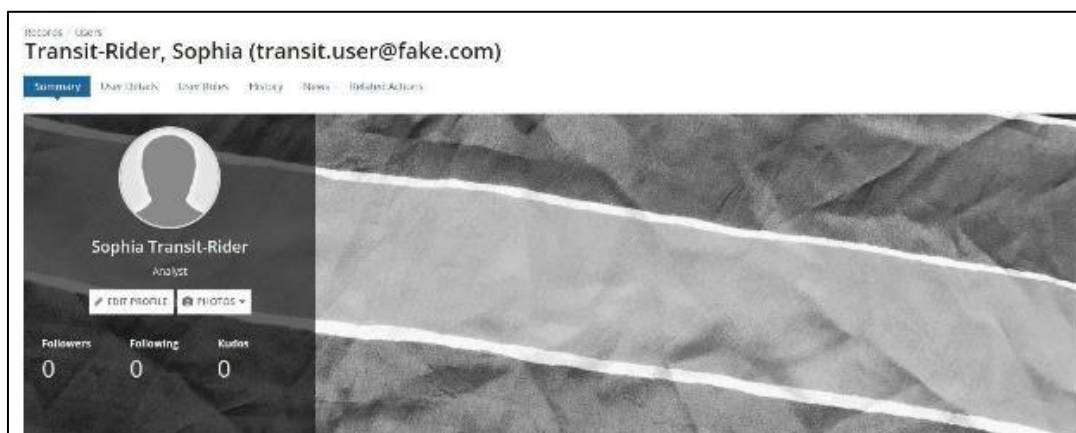 Records / Users
Transit-Rider, Sophia (transit.user@fake.com)
Summary User Details User Roles History News Related Actions
Sophia Transit-Rider
Analyst
EDIT PROFILE PHOTOS
Followers Following Kudos
0 0 0